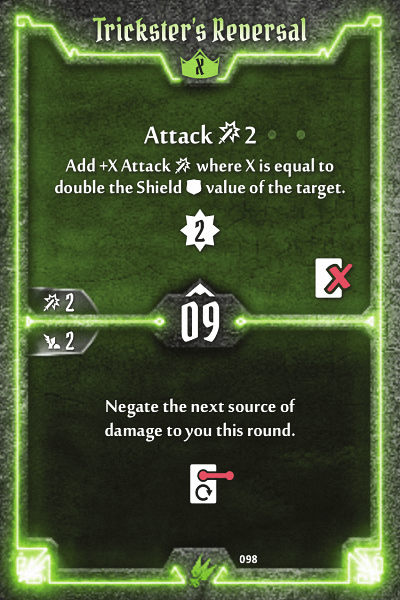 Trickster's Reversal
X
Attack 2
Add +X Attack where X is equal to
double the Shield value of the target.
2
2
09
2
Negate the next source of
damage to you this round.
098